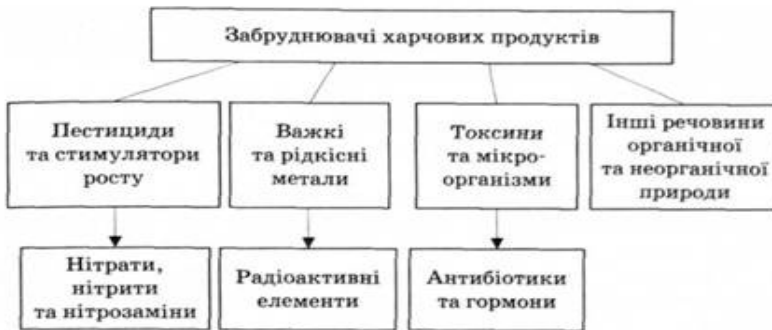 Забруднювачі харчових продуктів
Пестициди
та стимулятори
росту
Важкі
та рідкісні
метали
Токсини
та мікро-
організми
Інші речовини
органічної
та неорганічної
природи
Нітрати,
нітрити
та нітрозаміни
Радіоактивні
елементи
Антибіотики
та гормони